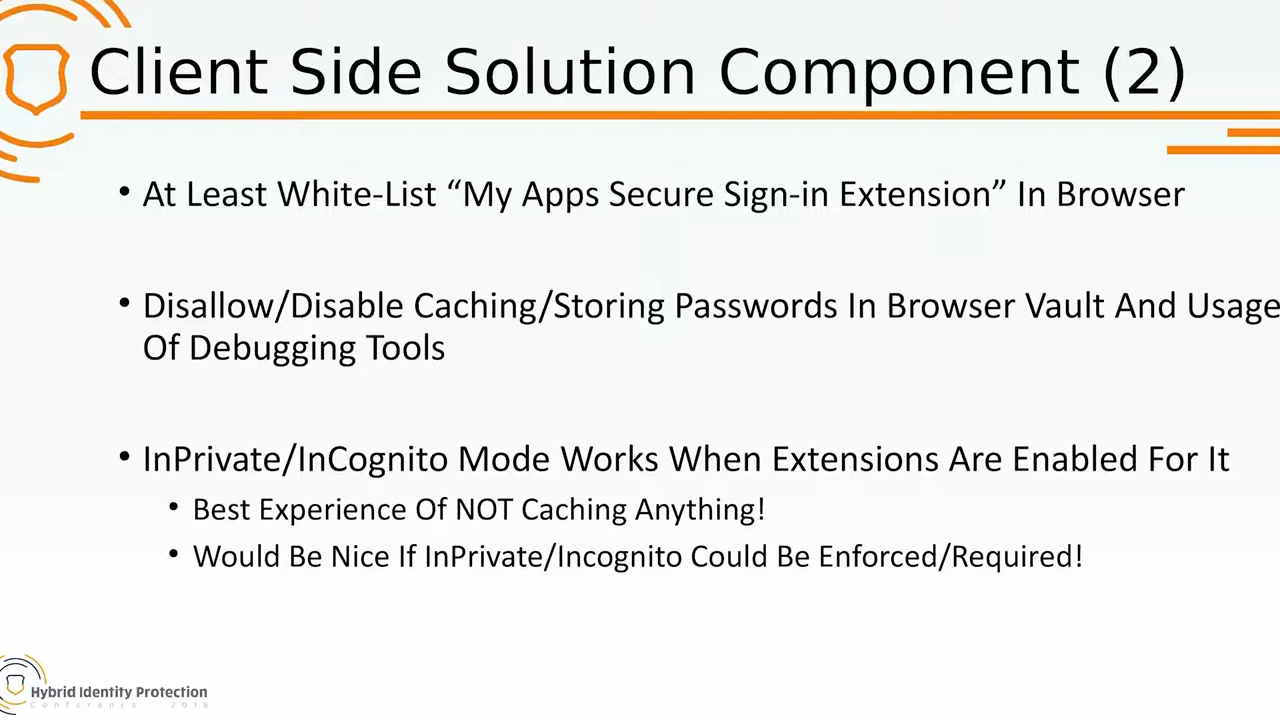 Client Side Solution Component (2)
• At Least White-List “My Apps Secure Sign-in Extension” In Browser
• Disallow/Disable Caching/Storing Passwords In Browser Vault And Usage
Of Debugging Tools
• InPrivate/InCognito Mode Works When Extensions Are Enabled For It
• Best Experience Of NOT Caching Anything!
• Would Be Nice If InPrivate/Incognito Could Be Enforced/Required!
Hybrid Identity Protection
Conference 2018